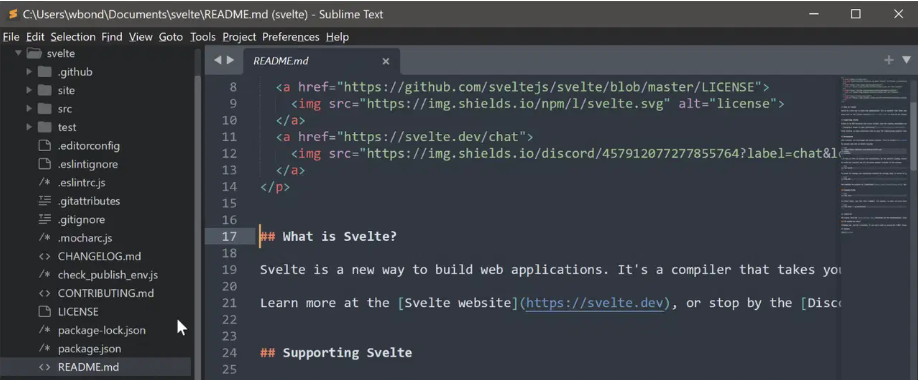 C:\Users\wbond\Documents\svelte\README.md (svelte) - Sublime Text
File Edit Selection Find View Goto Tools Project Preferences Help
svelte
.github
site
src
test
.editorconfig
.eslintignore
/* .eslintrc.js
.gitattributes
.gitignore
/* .mocharc.js
<> CHANGELOG.md
/* check_publish_env.js
<> CONTRIBUTING.md
LICENSE
/* package-lock.json
/* package.json
<> README.md
README.md
8 <a href="https://github.com/sveltejs/svelte/blob/master/LICENSE">
9 <img src="https://img.shields.io/npm/l/svelte.svg" alt="license">
10 </a>
11 <a href="https://svelte.dev/chat">
12 <img src="https://img.shields.io/discord/457912077277855764?label=chat&l
13 </a>
14 </p>
15
16
17 ## What is Svelte?
18
19 Svelte is a new way to build web applications. It's a compiler that takes you
20
21 Learn more at the [Svelte website](https://svelte.dev), or stop by the [Disc
22
23
24 ## Supporting Svelte
25